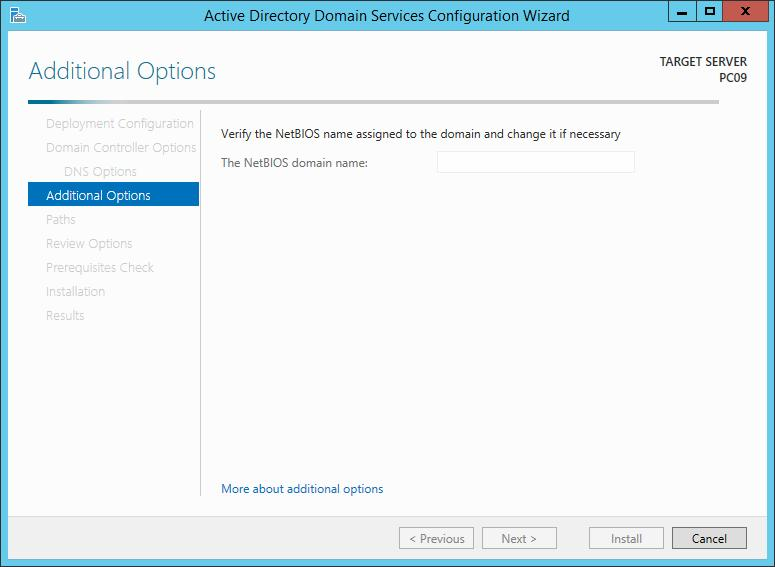 Active Directory Domain Services Configuration Wizard
Additional Options
TARGET SERVER
PC09
Deployment Configuration
Domain Controller Options
DNS Options
Additional Options
Paths
Review Options
Prerequisites Check
Installation
Results
Verify the NetBIOS name assigned to the domain and change it if necessary
The NetBIOS domain name:
More about additional options
< Previous
Next >
Install
Cancel